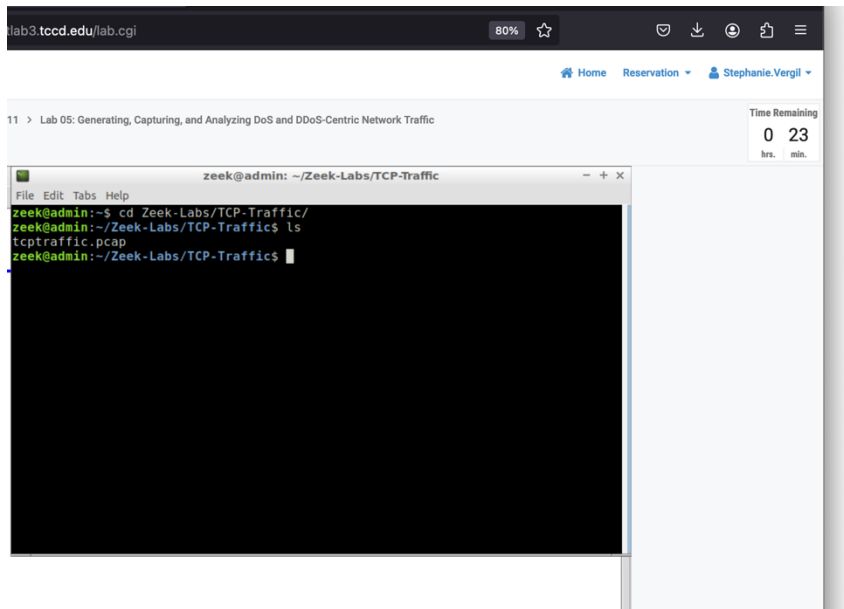 tlab3.tccd.edu/lab.cgi
80%
Home Reservation Stephanie.Vergil
11 > Lab 05: Generating, Capturing, and Analyzing DoS and DDoS-Centric Network Traffic
Time Remaining
0 23
hrs. min.
zeek@admin: ~/Zeek-Labs/TCP-Traffic
File Edit Tabs Help
zeek@admin:~$ cd Zeek-Labs/TCP-Traffic/
zeek@admin:~/Zeek-Labs/TCP-Traffic$ ls
tcptraffic.pcap
zeek@admin:~/Zeek-Labs/TCP-Traffic$